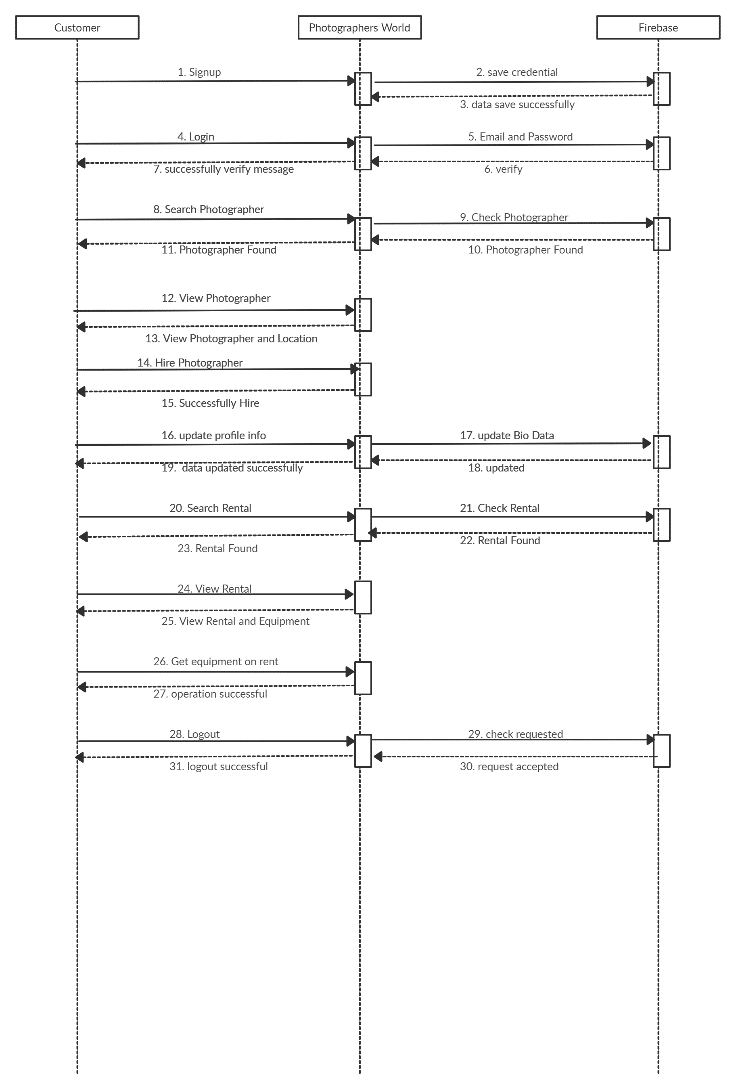 Customer
Photographers World
Firebase
1. Signup
2. save credential
3. data save successfully
4. Login
5. Email and Password
7. successfully verify message
6. verify
8. Search Photographer
9. Check Photographer
11. Photographer Found
10. Photographer Found
12. View Photographer
13. View Photographer and Location
14. Hire Photographer
15. Successfully Hire
16. update profile info
17. update Bio Data
19. data updated successfully
18. updated
20. Search Rental
21. Check Rental
22. Rental Found
23. Rental Found
24. View Rental
25. View Rental and Equipment
26. Get equipment on rent
27. operation successful
28. Logout
29. check requested
31. logout successful
30. request accepted